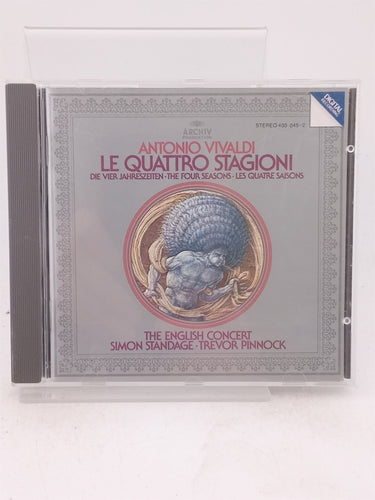 ARCHIV
PRODUKTION
STEREO 400 045-2
DIGITAL
RECORDING
ANTONIO VIVALDI
LE QUATTRO STAGIONI
DIE VIER JAHRESZEITEN·THE FOUR SEASONS·LES QUATRE SAISONS
THE ENGLISH CONCERT
SIMON STANDAGE·TREVOR PINNOCK